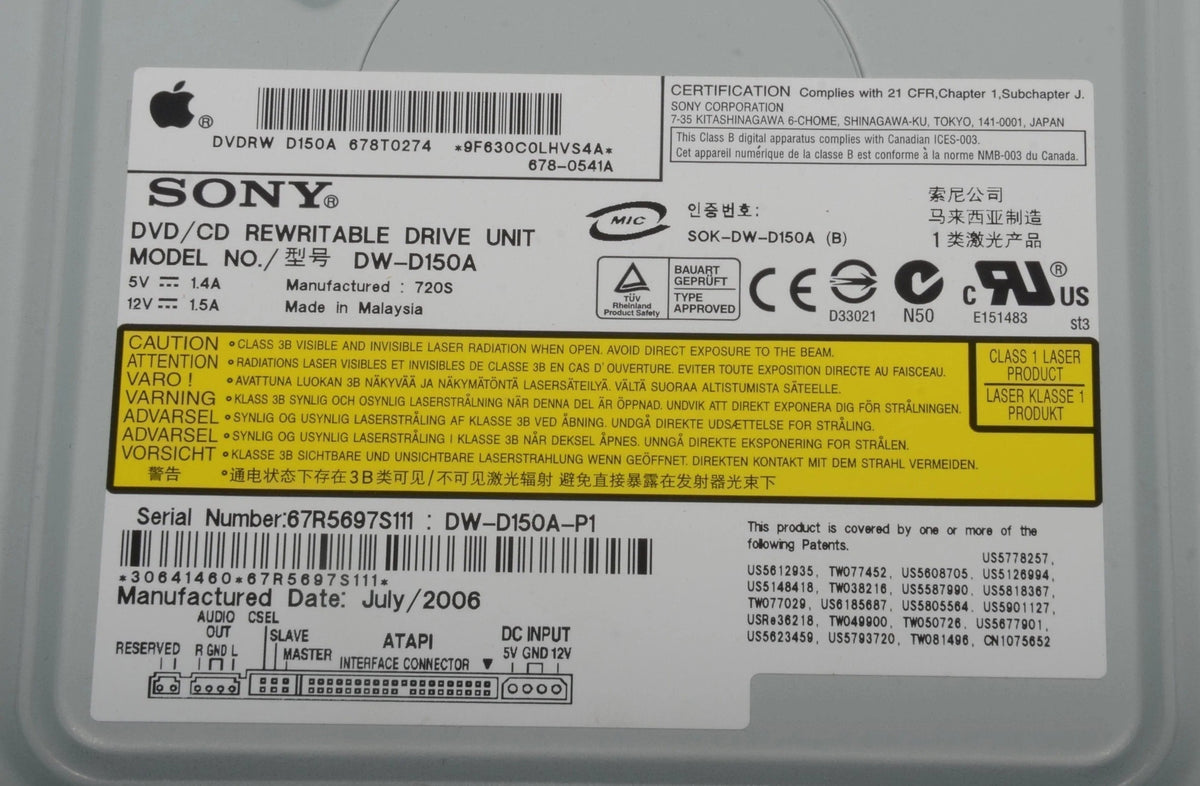 DVDRW D150A 678T0274 *9F630C0LHVS4A*
678-0541A
CERTIFICATION Complies with 21 CFR,Chapter 1,Subchapter J.
SONY CORPORATION
7-35 KITASHINAGAWA 6-CHOME, SHINAGAWA-KU, TOKYO, 141-0001, JAPAN
This Class B digital apparatus complies with Canadian ICES-003.
Cet appareil numérique de la classe B est conforme à la norme NMB-003 du Canada.
SONY®
DVD/CD REWRITABLE DRIVE UNIT
MODEL NO./型号 DW-D150A
5V 1.4A Manufactured : 720S
12V 1.5A Made in Malaysia
MIC
인증번호:
SOK-DW-D150A (B)
索尼公司
马来西亚制造
1类激光产品
TÜV
Rheinland
Product Safety
BAUART
GEPRÜFT
TYPE
APPROVED
CE
D33021
N50
c RU ® US
E151483
st3
CAUTION CLASS 3B VISIBLE AND INVISIBLE LASER RADIATION WHEN OPEN. AVOID DIRECT EXPOSURE TO THE BEAM.
ATTENTION RADIATIONS LASER VISIBLES ET INVISIBLES DE CLASSE 3B EN CAS D'OUVERTURE. EVITER TOUTE EXPOSITION DIRECTE AU FAISCEAU.
VARO! AVATTUNA LUOKAN 3B NÄKYVÄÄ JA NÄKYMÄTÖNTÄ LASERSÄTEILYÄ. VÄLTÄ SUORAA ALTISTUMISTA SÄTEELLE.
VARNING KLASS 3B SYNLIG OCH OSYNLIG LASERSTRÅLNING NÄR DENNA DEL ÄR ÖPPNAD. UNDVIK ATT DIREKT EXPONERA DIG FÖR STRÅLNINGEN.
ADVARSEL SYNLIG OG USYNLIG LASERSTRÅLING AF KLASSE 3B VED ÅBNING. UNDGÅ DIREKTE UDSÆTTELSE FOR STRÅLING.
ADVARSEL SYNLIG OG USYNLIG LASERSTRÅLING I KLASSE 3B NÅR DEKSEL ÅPNES. UNNGÅ DIREKTE EKSPONERING FOR STRÅLEN.
VORSICHT KLASSE 3B SICHTBARE UND UNSICHTBARE LASERSTRAHLUNG WENN GEÖFFNET. DIREKTEN KONTAKT MIT DEM STRAHL VERMEIDEN.
警告 通电状态下存在3B类可见/不可见激光辐射 避免直接暴露在发射器光束下
CLASS 1 LASER
PRODUCT
LASER KLASSE 1
PRODUKT
Serial Number:67R5697S111 : DW-D150A-P1
*30641460*67R5697S111*
Manufactured Date: July/2006
This product is covered by one or more of the
following Patents.
US5778257,
US5612935, TW077452, US5608705, US5126994,
US5148418, TW038216, US5587990, US5818367,
TW077029, US6185687, US5805564, US5901127,
USRe36218, TW049900, TW050726, US5677901,
US5623459, US5793720, TW081496, CN1075652
RESERVED
AUDIO
OUT
R GND L
CSEL
SLAVE
MASTER
ATAPI
INTERFACE CONNECTOR
DC INPUT
5V GND 12V